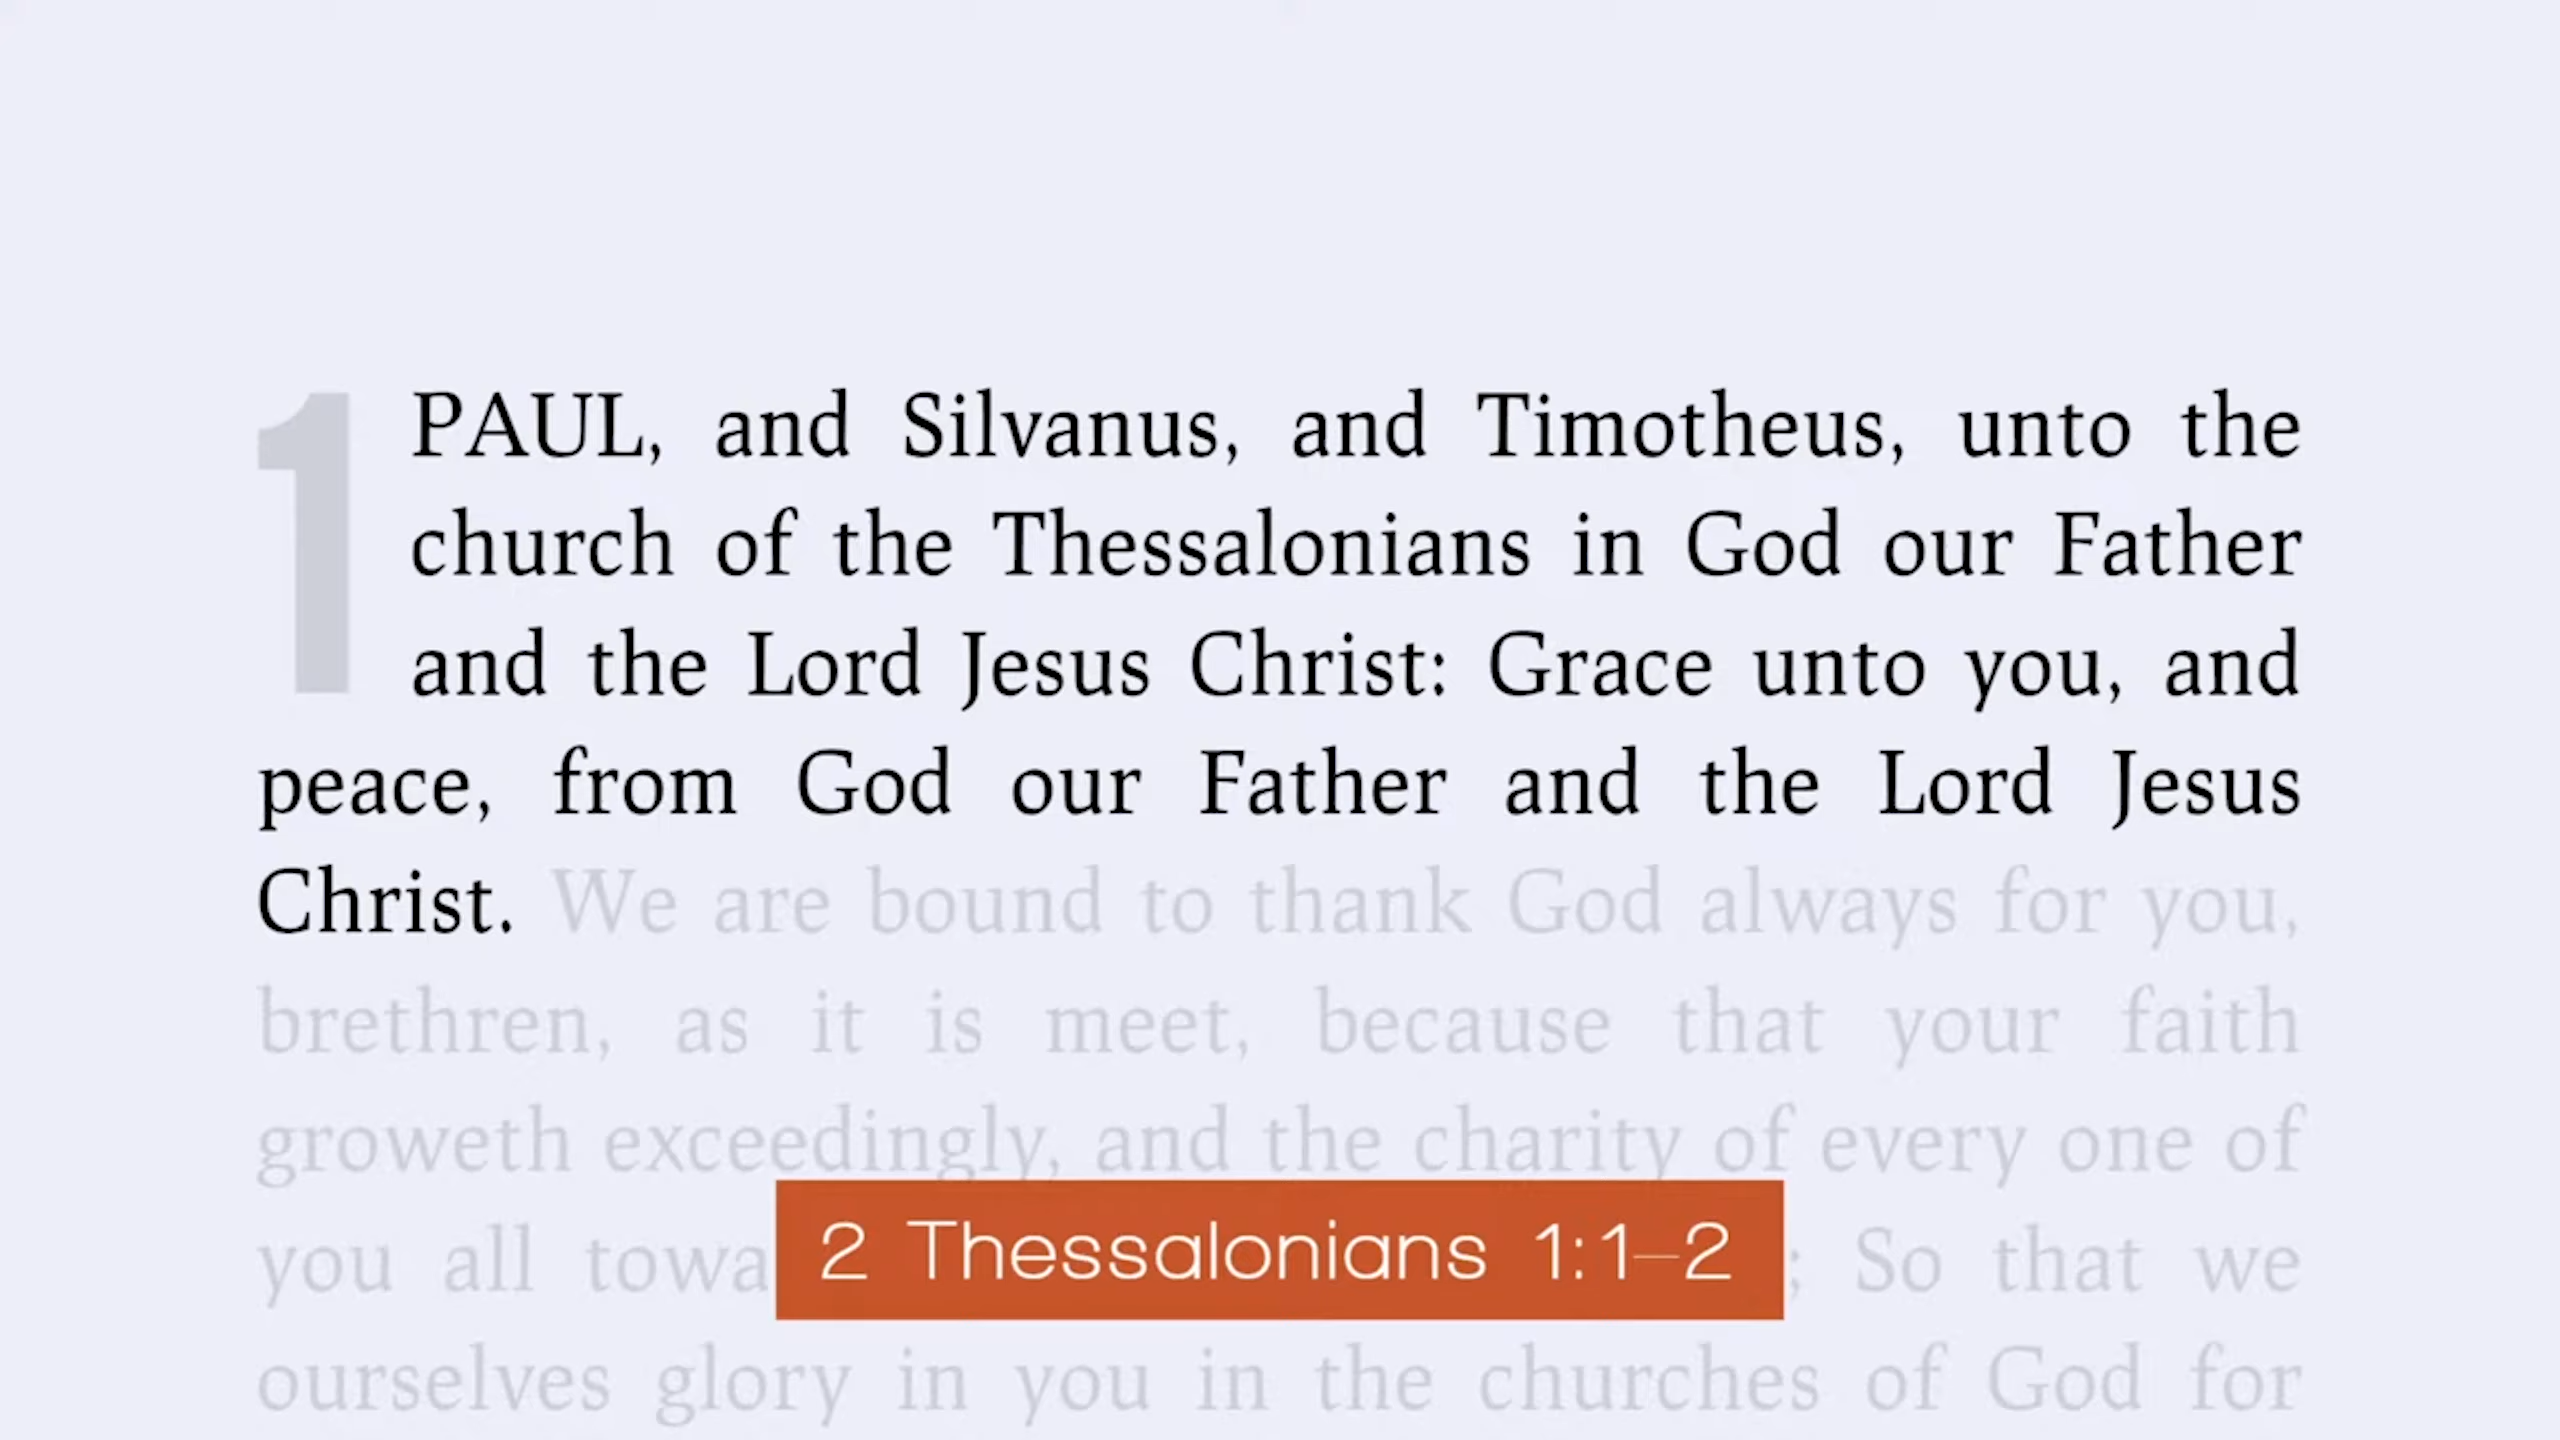 1 PAUL, and Silvanus, and Timotheus, unto the
church of the Thessalonians in God our Father
and the Lord Jesus Christ: Grace unto you, and
peace, from God our Father and the Lord Jesus
Christ. We are bound to thank God always for you,
brethren, as it is meet, because that your faith
groweth exceedingly, and the charity of every one of
you all towa ; So that we
2 Thessalonians 1:1–2
ourselves glory in you in the churches of God for